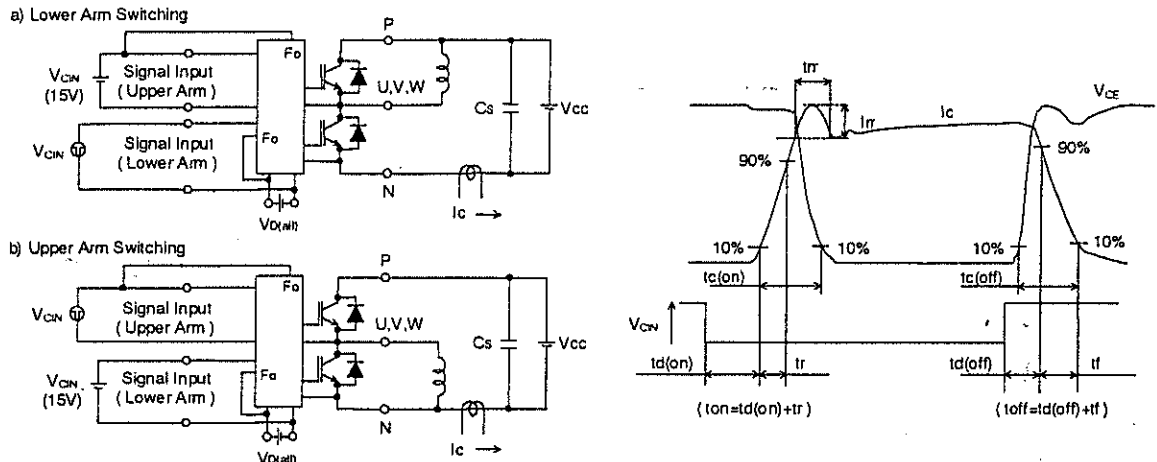 a) Lower Arm Switching
P
Fo
VCIN
(15V)
Signal Input
( Upper Arm )
U,V,W
Cs
Vcc
VCIN
Signal Input
( Lower Arm )
Fo
N
VD(all)
Ic
b) Upper Arm Switching
P
Fo
VCIN
Signal Input
( Upper Arm )
U,V,W
Cs
Vcc
VCIN
(15V)
Signal Input
( Lower Arm )
Fo
N
VD(all)
Ic
trr
VCE
Irr
Ic
90%
90%
10%
10%
10%
10%
tc(on)
tc(off)
VCIN
td(on)
tr
td(off)
tf
( ton=td(on)+tr )
( toff=td(off)+tf )